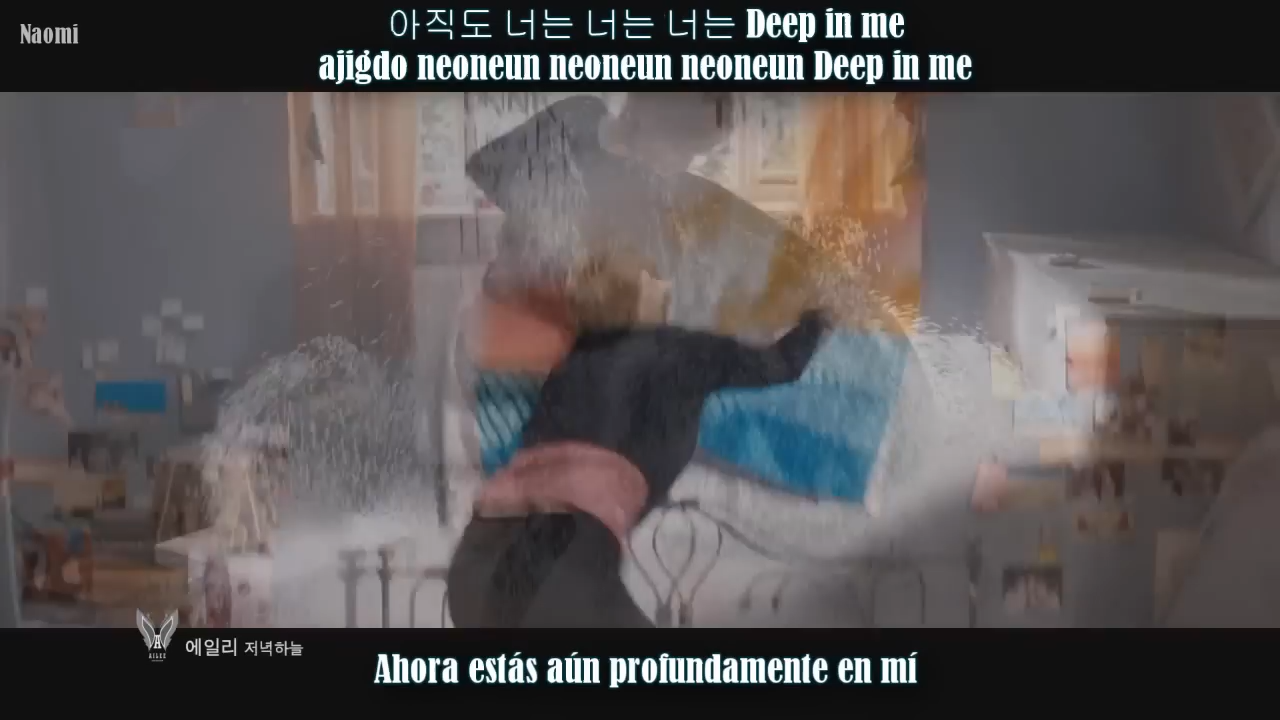 Naomi
아직도 너는 너는 너는 Deep in me
ajigdo neoneun neoneun neoneun Deep in me
AILEE
에일리 저녁하늘
Ahora estás aún profundamente en mí